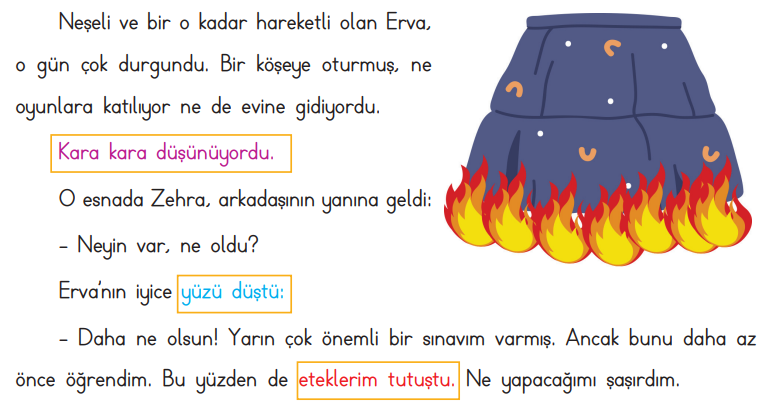 Neşeli ve bir o kadar hareketli olan Erva,
o gün çok durgundu. Bir köşeye oturmuş, ne
oyunlara katılıyor ne de evine gidiyordu.
Kara kara düşünüyordu.
O esnada Zehra, arkadaşının yanına geldi:
– Neyin var, ne oldu?
Erva'nın iyice yüzü düştü:
– Daha ne olsun! Yarın çok önemli bir sınavım varmış. Ancak bunu daha az
önce öğrendim. Bu yüzden de eteklerim tutuştu. Ne yapacağımı şaşırdım.